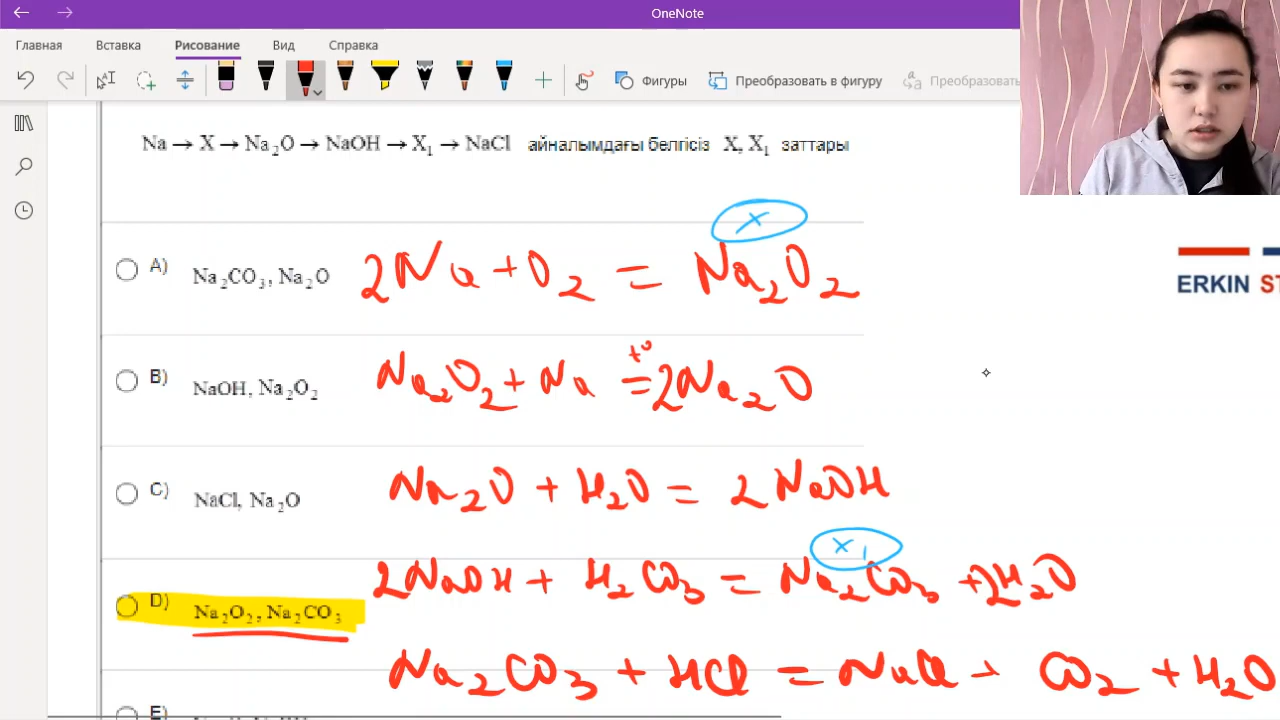 OneNote
Главная Вставка Рисование Вид Справка
Фигуры Преобразовать в фигуру Преобразовать
Na → X → Na₂O → NaOH → X₁ → NaCl айналымдағы белгісіз X, X₁ заттары
X
A) Na₂CO₃, Na₂O 2Na + O₂ = Na₂O₂
ERKIN ST
B) NaOH, Na₂O₂ Na₂O₂ + Na =t° 2Na₂O
C) NaCl, Na₂O Na₂O + H₂O = 2NaOH
X₁
D) Na₂O₂, Na₂CO₃ 2NaOH + H₂CO₃ = Na₂CO₃ + 2H₂O
Na₂CO₃ + HCl = NaCl + CO₂ + H₂O
E)